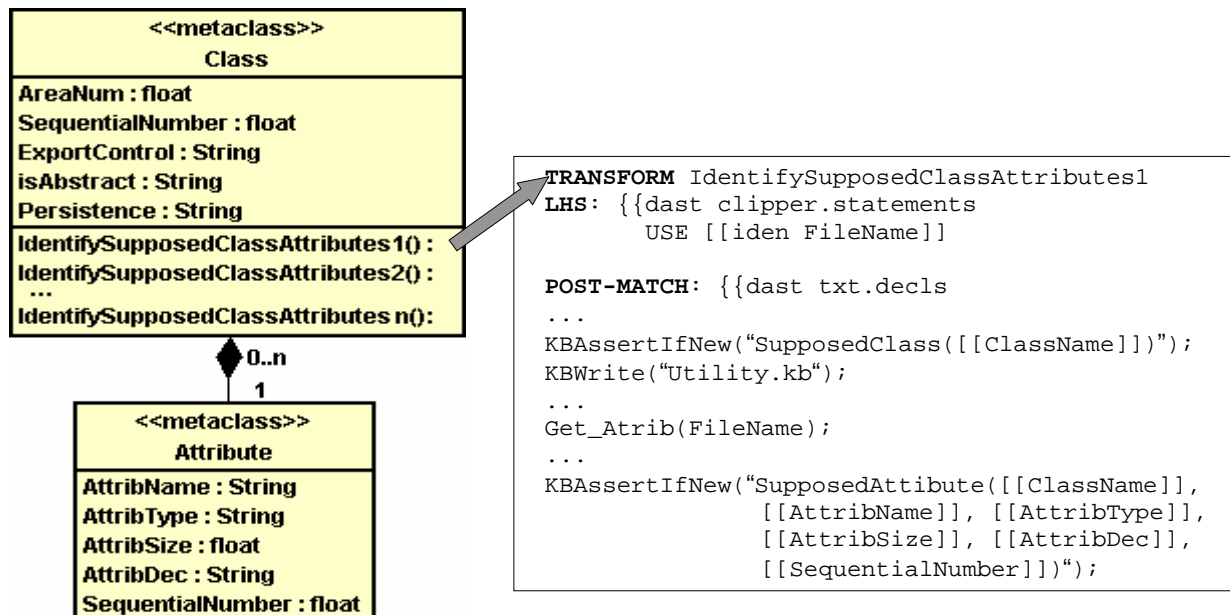 <<metaclass>>
Class
AreaNum : float
SequentialNumber : float
ExportControl : String
isAbstract : String
Persistence : String
IdentifySupposedClassAttributes1() :
IdentifySupposedClassAttributes2() :
...
IdentifySupposedClassAttributes n():
0..n
1
<<metaclass>>
Attribute
AttribName : String
AttribType : String
AttribSize : float
AttribDec : String
SequentialNumber : float
TRANSFORM IdentifySupposedClassAttributes1
LHS: {{dast clipper.statements
USE [[iden FileName]]
POST-MATCH: {{dast txt.decls
...
KBAssertIfNew(“SupposedClass([[ClassName]])”);
KBWrite(“Utility.kb“);
...
Get_Atrib(FileName);
...
KBAssertIfNew(“SupposedAttibute([[ClassName]],
[[AttribName]], [[AttribType]],
[[AttribSize]], [[AttribDec]],
[[SequentialNumber]])“);